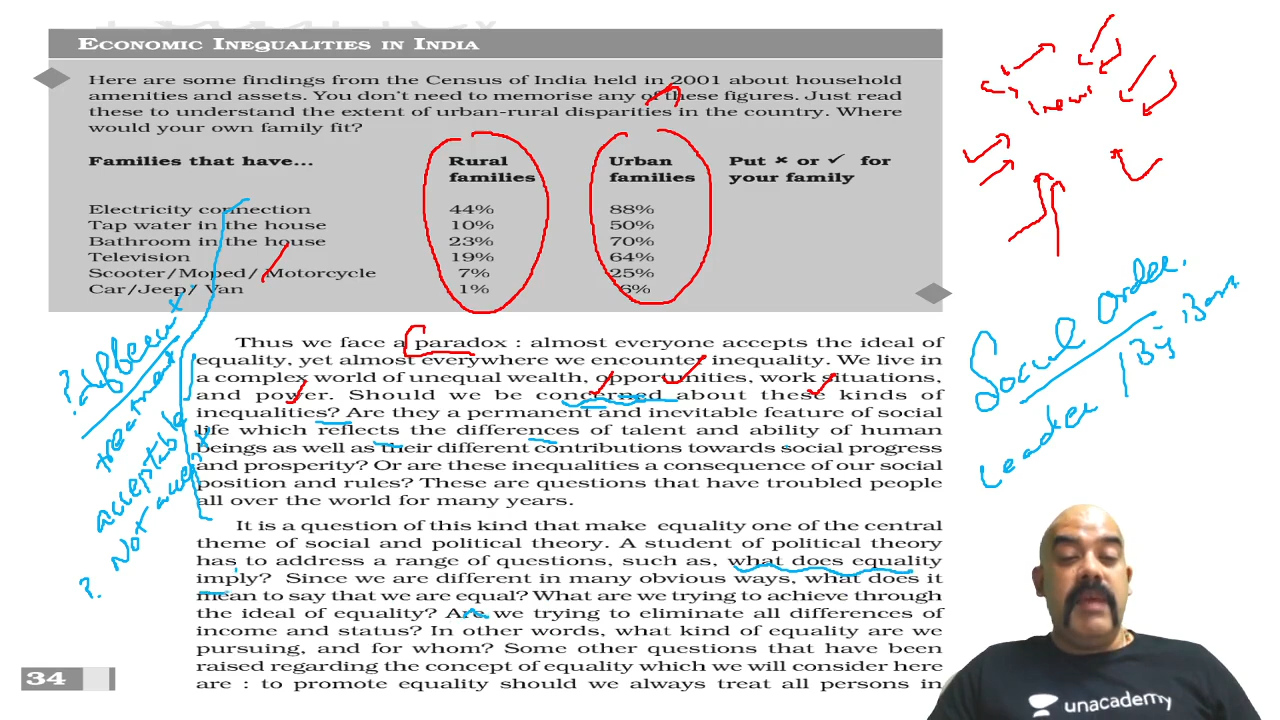 ECONOMIC INEQUALITIES IN INDIA
Here are some findings from the Census of India held in 2001 about household
amenities and assets. You don't need to memorise any of these figures. Just read
these to understand the extent of urban-rural disparities in the country. Where
would your own family fit?
Families that have... Rural families Urban families Put × or ✓ for your family
Electricity connection 44% 88%
Tap water in the house 10% 50%
Bathroom in the house 23% 70%
Television 19% 64%
Scooter/Moped/Motorcycle 7% 25%
Car/Jeep/Van 1% 6%
Thus we face a paradox : almost everyone accepts the ideal of
equality, yet almost everywhere we encounter inequality. We live in
a complex world of unequal wealth, opportunities, work situations,
and power. Should we be concerned about these kinds of
inequalities? Are they a permanent and inevitable feature of social
life which reflects the differences of talent and ability of human
beings as well as their different contributions towards social progress
and prosperity? Or are these inequalities a consequence of our social
position and rules? These are questions that have troubled people
all over the world for many years.
It is a question of this kind that make equality one of the central
theme of social and political theory. A student of political theory
has to address a range of questions, such as, what does equality
imply? Since we are different in many obvious ways, what does it
mean to say that we are equal? What are we trying to achieve through
the ideal of equality? Are we trying to eliminate all differences of
income and status? In other words, what kind of equality are we
pursuing, and for whom? Some other questions that have been
raised regarding the concept of equality which we will consider here
are : to promote equality should we always treat all persons in
34
treatment
acceptable
Not accept
?
Social Order
Leader
By
unacademy